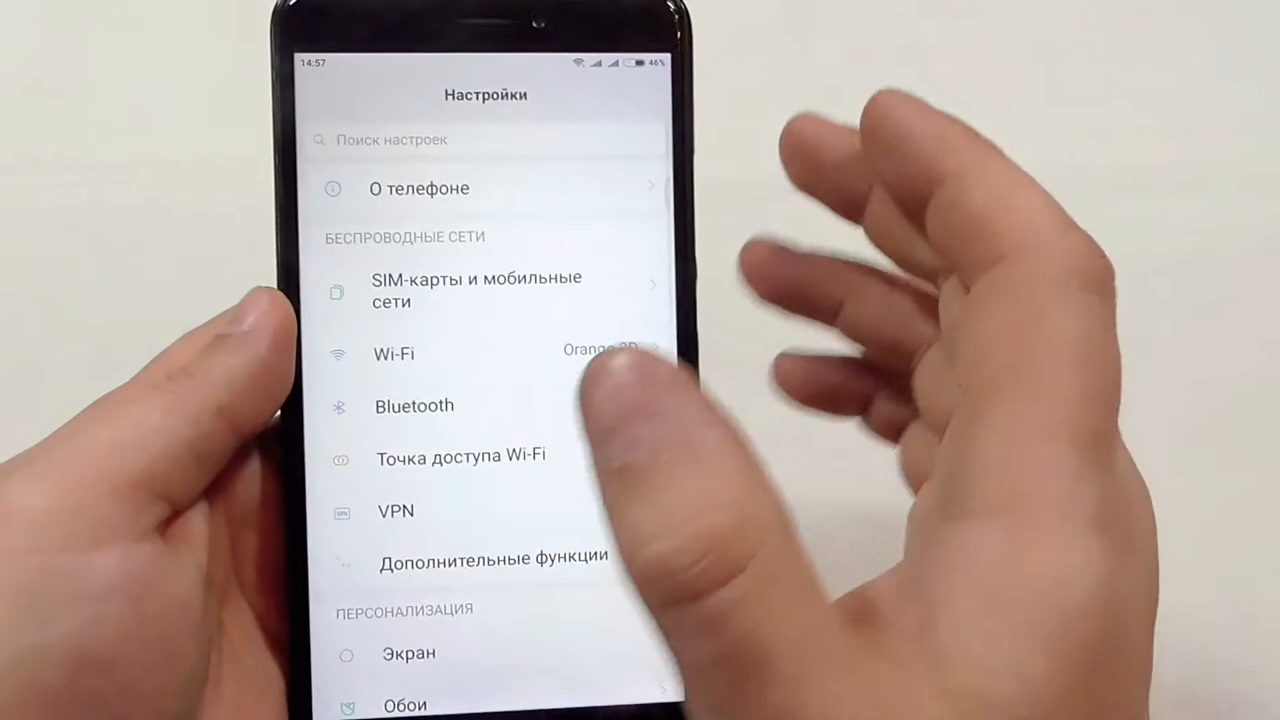 14:57
46%
Настройки
Поиск настроек
О телефоне
БЕСПРОВОДНЫЕ СЕТИ
SIM-карты и мобильные
сети
Wi-Fi
Bluetooth
Точка доступа Wi-Fi
VPN
Дополнительные функции
ПЕРСОНАЛИЗАЦИЯ
Экран
Обои